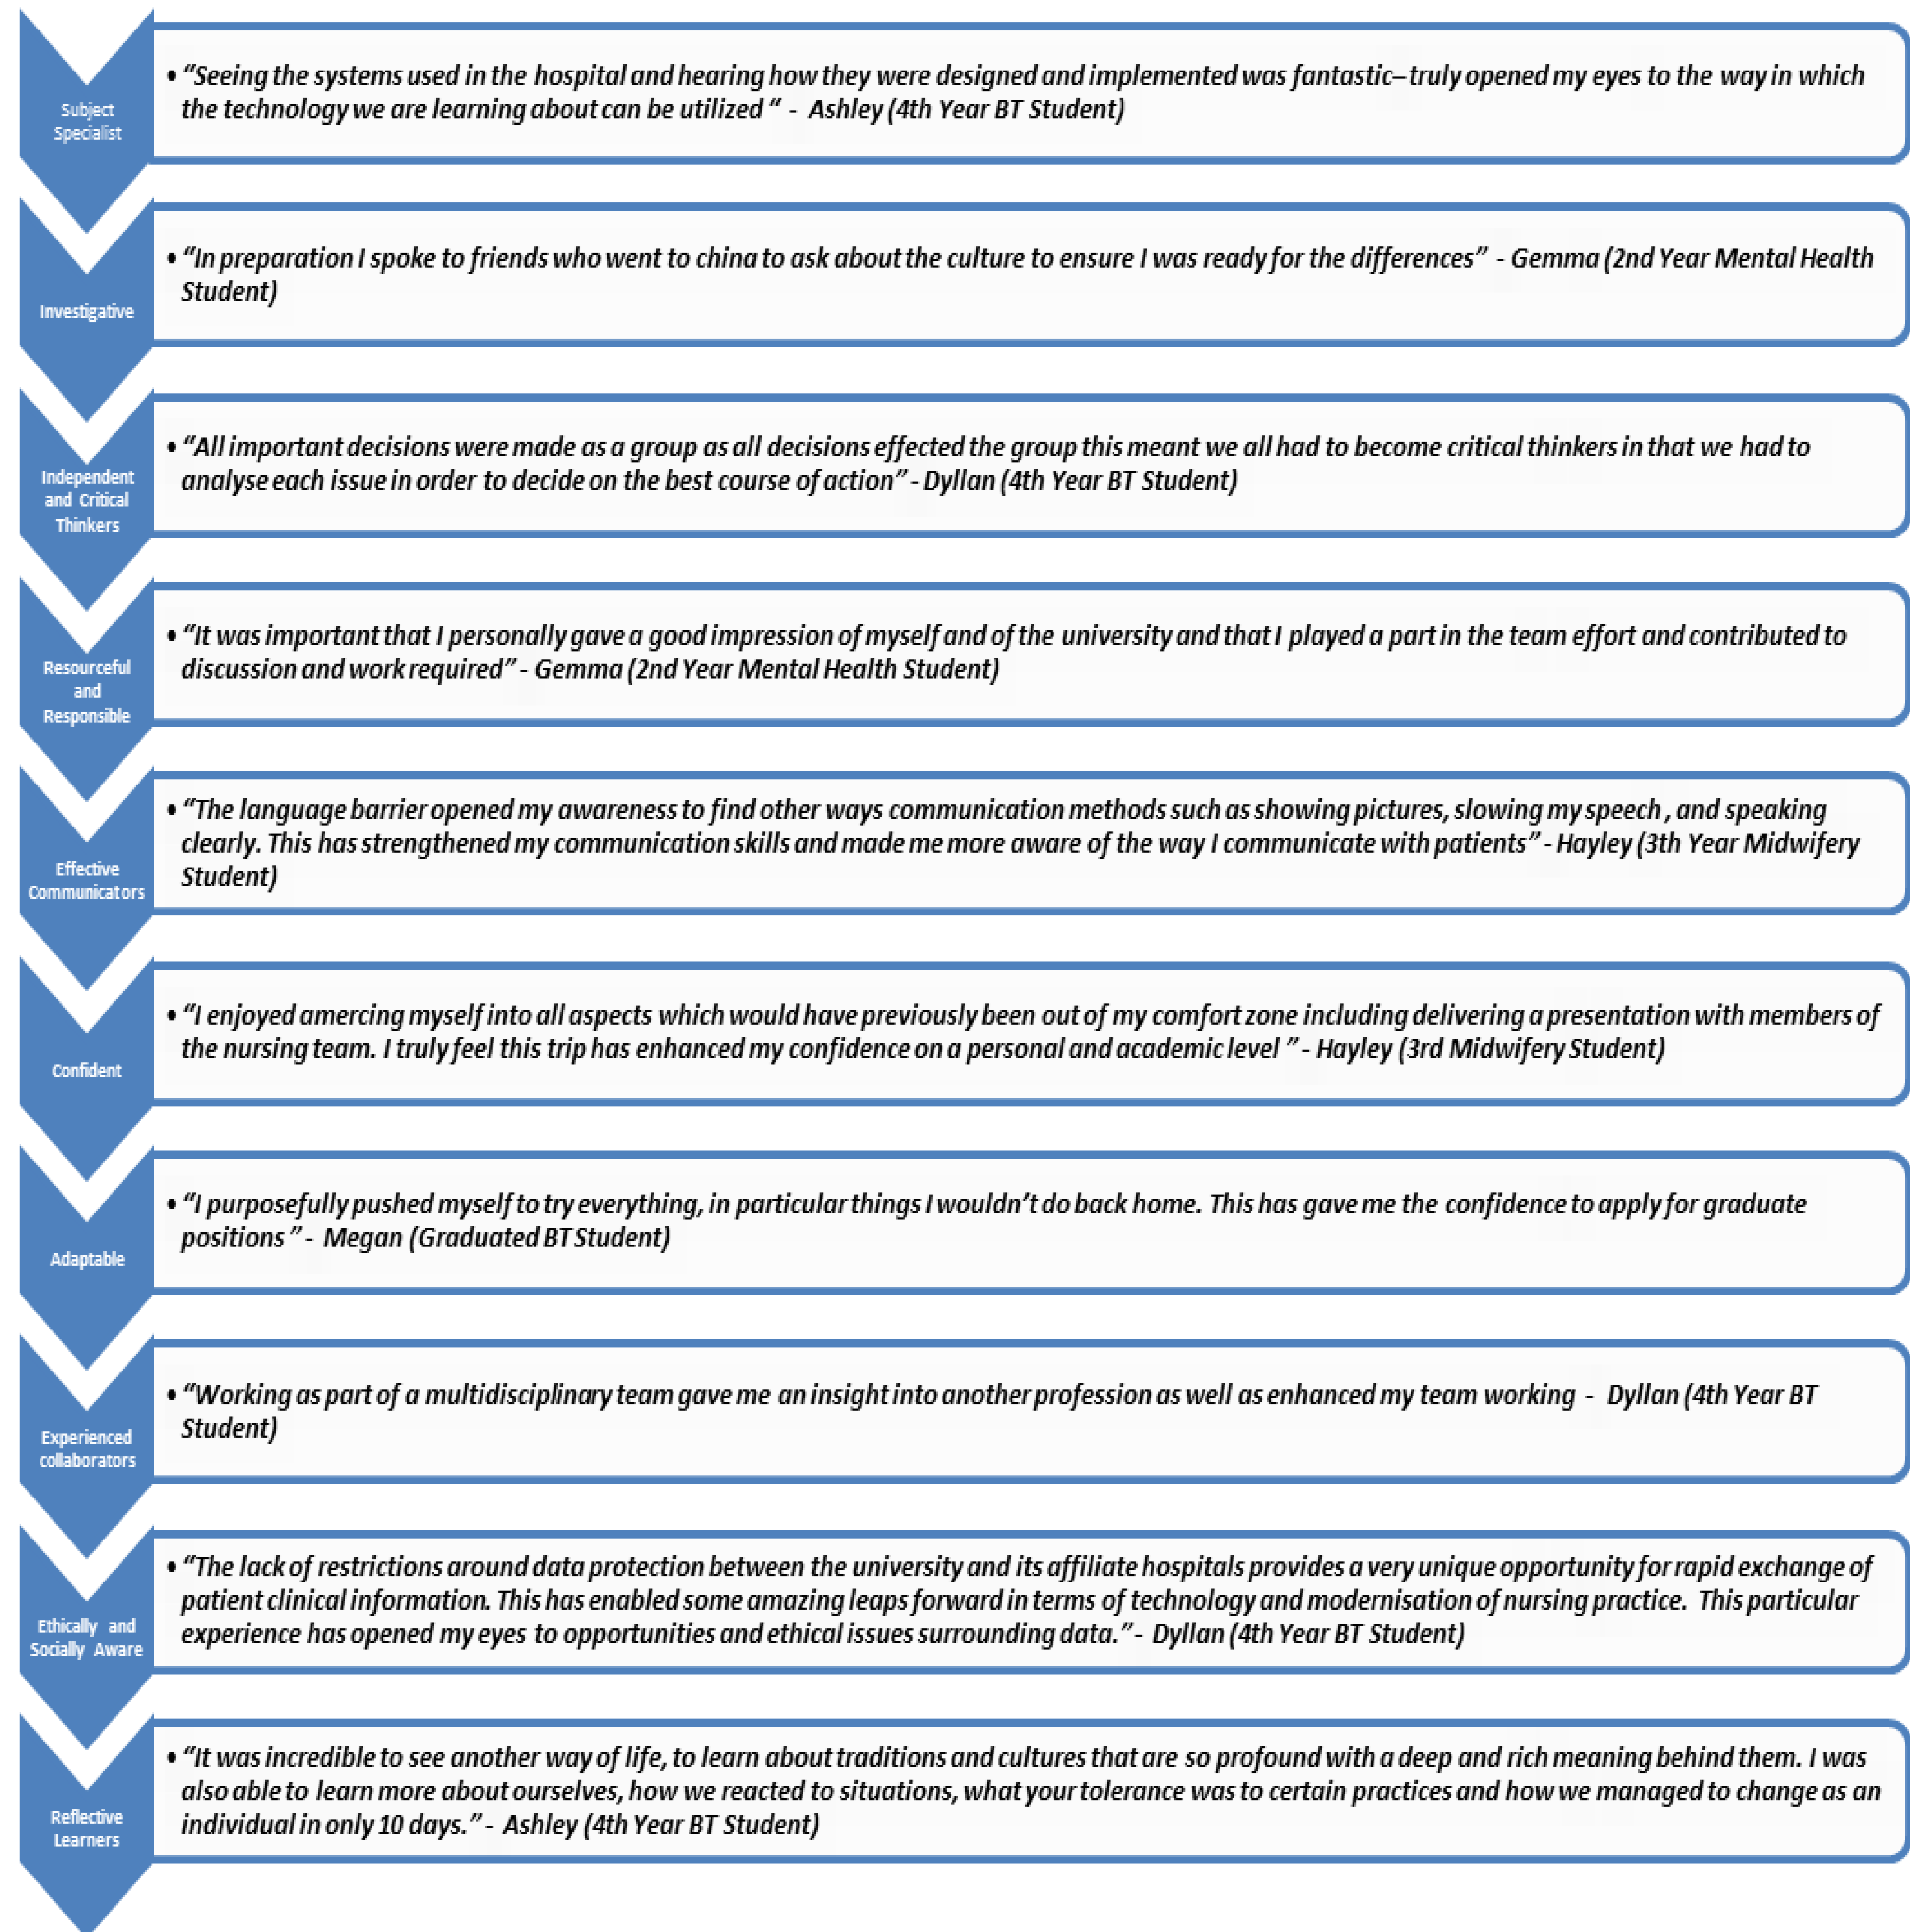 Subject
Specialist
• “Seeing the systems used in the hospital and hearing how they were designed and implemented was fantastic–truly opened my eyes to the way in which
the technology we are learning about can be utilized “ - Ashley (4th Year BT Student)
Investigative
• “In preparation I spoke to friends who went to china to ask about the culture to ensure I was ready for the differences” - Gemma (2nd Year Mental Health
Student)
Independent
and Critical
Thinkers
• “All important decisions were made as a group as all decisions effected the group this meant we all had to become critical thinkers in that we had to
analyse each issue in order to decide on the best course of action” - Dyllan (4th Year BT Student)
Resourceful
and
Responsible
• “It was important that I personally gave a good impression of myself and of the university and that I played a part in the team effort and contributed to
discussion and work required” - Gemma (2nd Year Mental Health Student)
Effective
Communicators
• “The language barrier opened my awareness to find other ways communication methods such as showing pictures, slowing my speech , and speaking
clearly. This has strengthened my communication skills and made me more aware of the way I communicate with patients” - Hayley (3th Year Midwifery
Student)
Confident
• “I enjoyed amercing myself into all aspects which would have previously been out of my comfort zone including delivering a presentation with members of
the nursing team. I truly feel this trip has enhanced my confidence on a personal and academic level ” - Hayley (3rd Midwifery Student)
Adaptable
• “I purposefully pushed myself to try everything, in particular things I wouldn’t do back home. This has gave me the confidence to apply for graduate
positions ” - Megan (Graduated BT Student)
Experienced
collaborators
• “Working as part of a multidisciplinary team gave me an insight into another profession as well as enhanced my team working - Dyllan (4th Year BT
Student)
Ethically and
Socially Aware
• “The lack of restrictions around data protection between the university and its affiliate hospitals provides a very unique opportunity for rapid exchange of
patient clinical information. This has enabled some amazing leaps forward in terms of technology and modernisation of nursing practice. This particular
experience has opened my eyes to opportunities and ethical issues surrounding data.” - Dyllan (4th Year BT Student)
Reflective
Learners
• “It was incredible to see another way of life, to learn about traditions and cultures that are so profound with a deep and rich meaning behind them. I was
also able to learn more about ourselves, how we reacted to situations, what your tolerance was to certain practices and how we managed to change as an
individual in only 10 days.” - Ashley (4th Year BT Student)